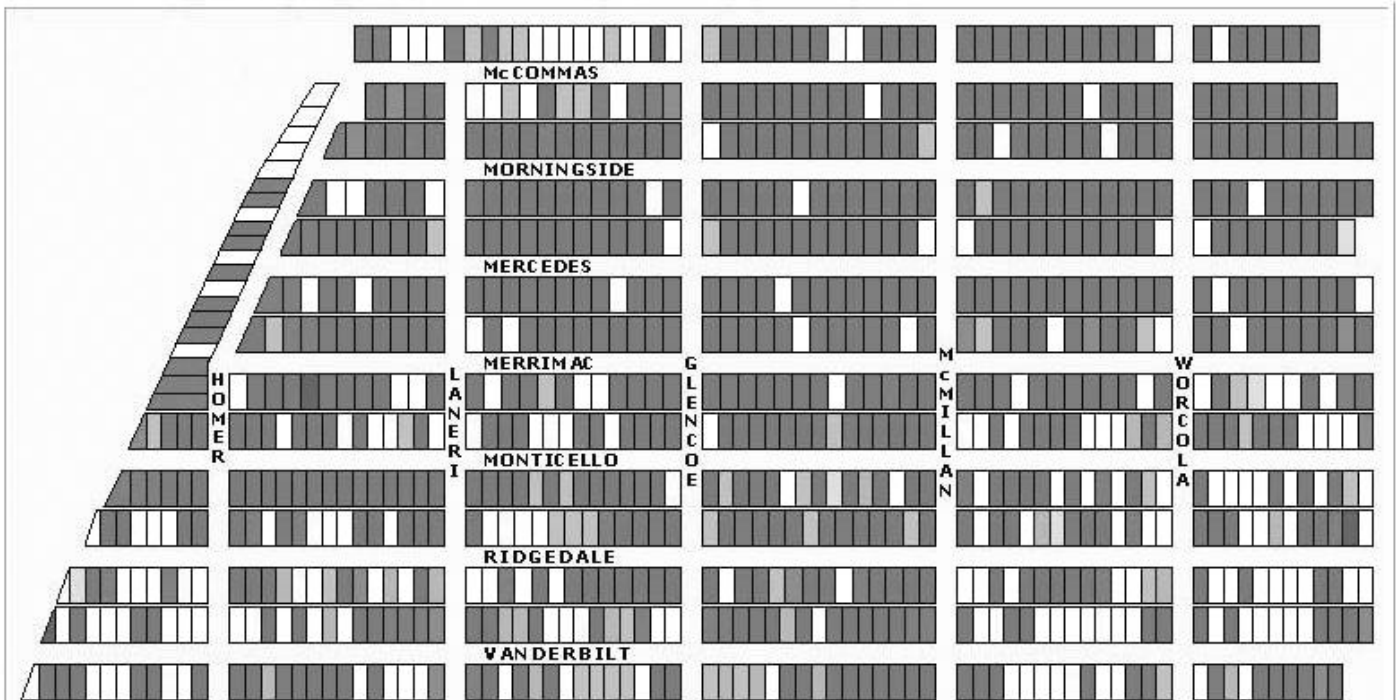 McCOMMAS
MORNINGSIDE
MERCEDES
MERRIMAC
HOMER
LANERI
GLENCOE
McMILLAN
WORCOLA
MONTICELLO
RIDGEDALE
VANDERBILT